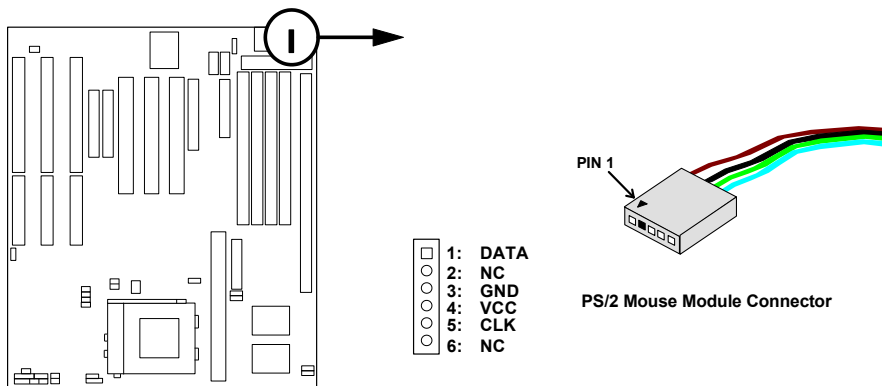 PIN 1
1: DATA
2: NC
3: GND
4: VCC
5: CLK
6: NC
PS/2 Mouse Module Connector